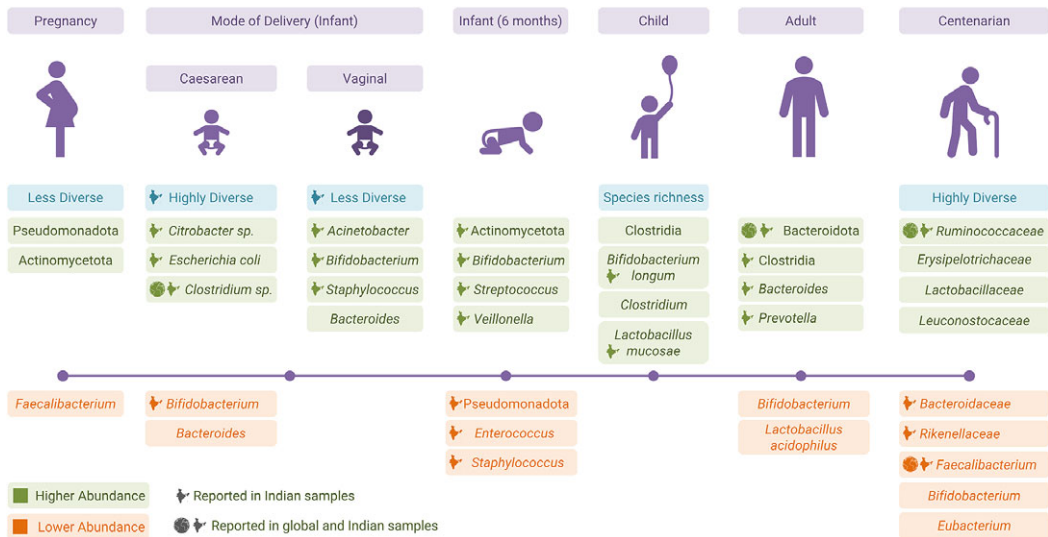 Pregnancy
Mode of Delivery (Infant)
Infant (6 months)
Child
Adult
Centenarian
Caesarean
Vaginal
Less Diverse
Highly Diverse
Less Diverse
Species richness
Highly Diverse
Pseudomonadota
Citrobacter sp.
Acinetobacter
Actinomycetota
Clostridia
Bacteroidota
Ruminococcaceae
Actinomycetota
Escherichia coli
Bifidobacterium
Bifidobacterium
Bifidobacterium
longum
Clostridia
Erysipelotrichaceae
Clostridium sp.
Staphylococcus
Streptococcus
Clostridium
Bacteroides
Lactobacillaceae
Bacteroides
Veillonella
Lactobacillus
mucosae
Prevotella
Leuconostocaceae
Faecalibacterium
Bifidobacterium
Pseudomonadota
Bifidobacterium
Bacteroidaceae
Bacteroides
Enterococcus
Lactobacillus
acidophilus
Rikenellaceae
Staphylococcus
Faecalibacterium
Bifidobacterium
Eubacterium
Higher Abundance
Reported in Indian samples
Lower Abundance
Reported in global and Indian samples